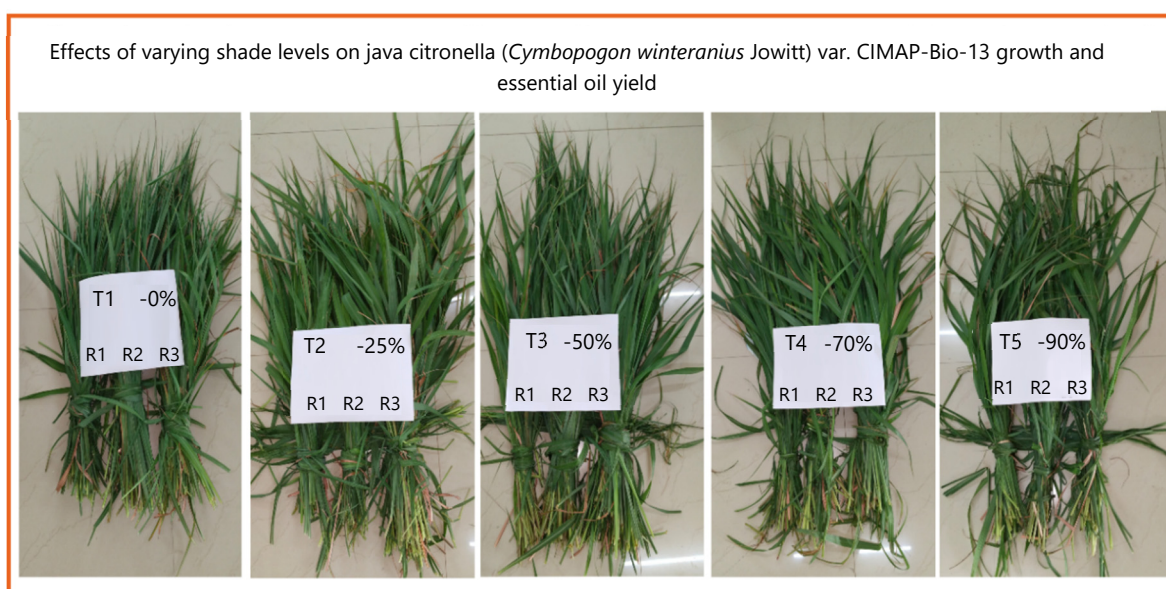 Effects of varying shade levels on java citronella (Cymbopogon winteranius Jowitt) var. CIMAP-Bio-13 growth and
essential oil yield
T1 -0%
R1 R2 R3
T2 -25%
R1 R2 R3
T3 -50%
R1 R2 R3
T4 -70%
R1 R2 R3
T5 -90%
R1 R2 R3